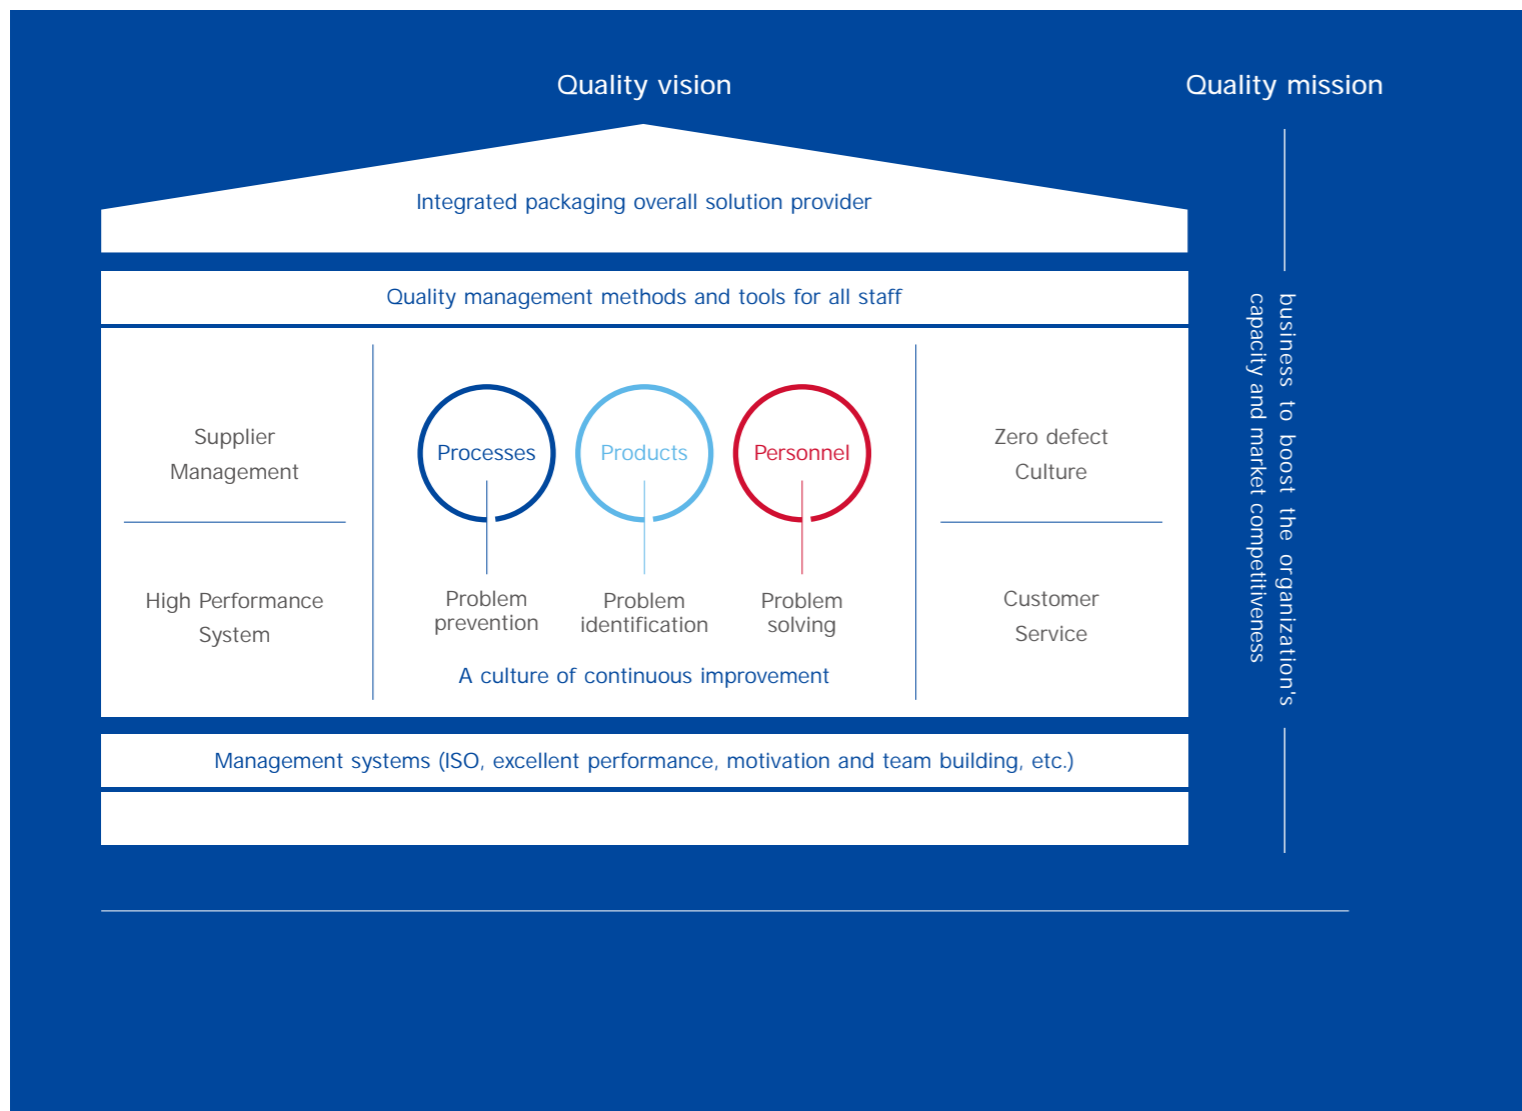 Quality vision
Quality mission
Integrated packaging overall solution provider
Quality management methods and tools for all staff
Supplier
Management
High Performance
System
Processes
Products
Personnel
Problem
prevention
Problem
identification
Problem
solving
A culture of continuous improvement
Zero defect
Culture
Customer
Service
business to boost the organization's
capacity and market competitiveness
Management systems (ISO, excellent performance, motivation and team building, etc.)